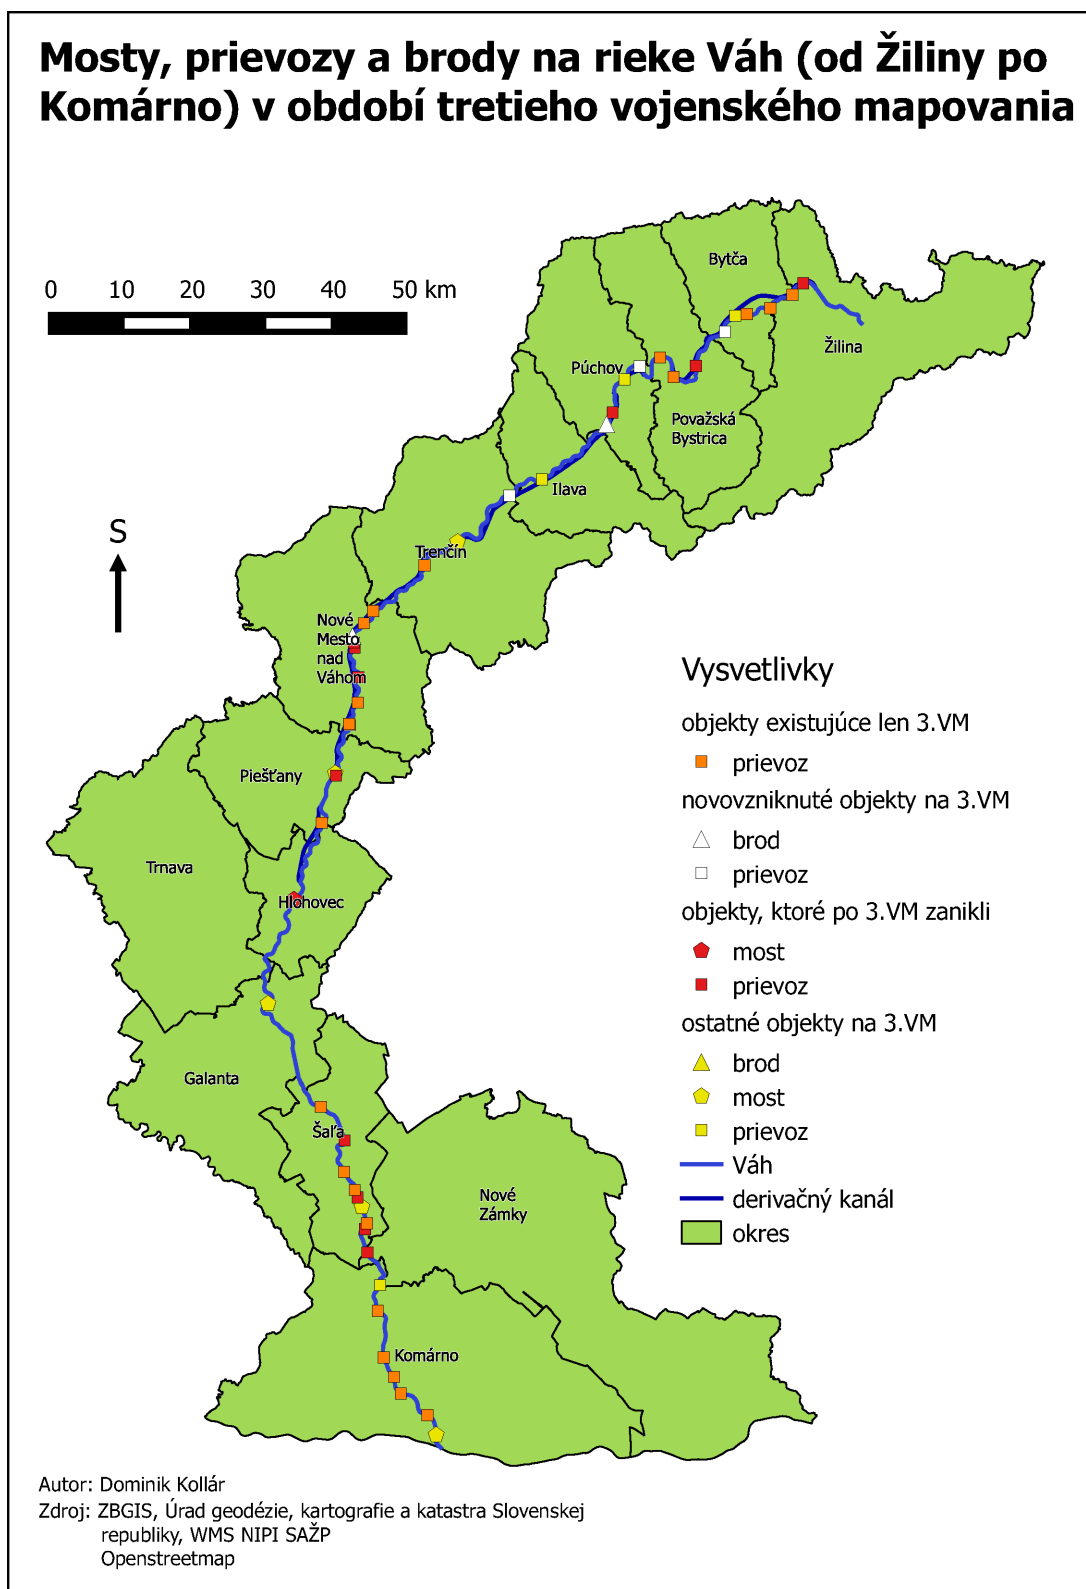 Mosty, prievozy a brody na rieke Váh (od Žiliny po
Komárno) v období tretieho vojenského mapovania
0 10 20 30 40 50 km
S
Bytča
Žilina
Púchov
Považská
Bystrica
Ilava
Trenčín
Nové
Mesto
nad
Váhom
Piešťany
Trnava
Hlohovec
Galanta
Šaľa
Nové
Zámky
Komárno
Vysvetlivky
objekty existujúce len 3.VM
prievoz
novovzniknuté objekty na 3.VM
brod
prievoz
objekty, ktoré po 3.VM zanikli
most
prievoz
ostatné objekty na 3.VM
brod
most
prievoz
Váh
derivačný kanál
okres
Autor: Dominik Kollár
Zdroj: ZBGIS, Úrad geodézie, kartografie a katastra Slovenskej
republiky, WMS NIPI SAŽP
Openstreetmap